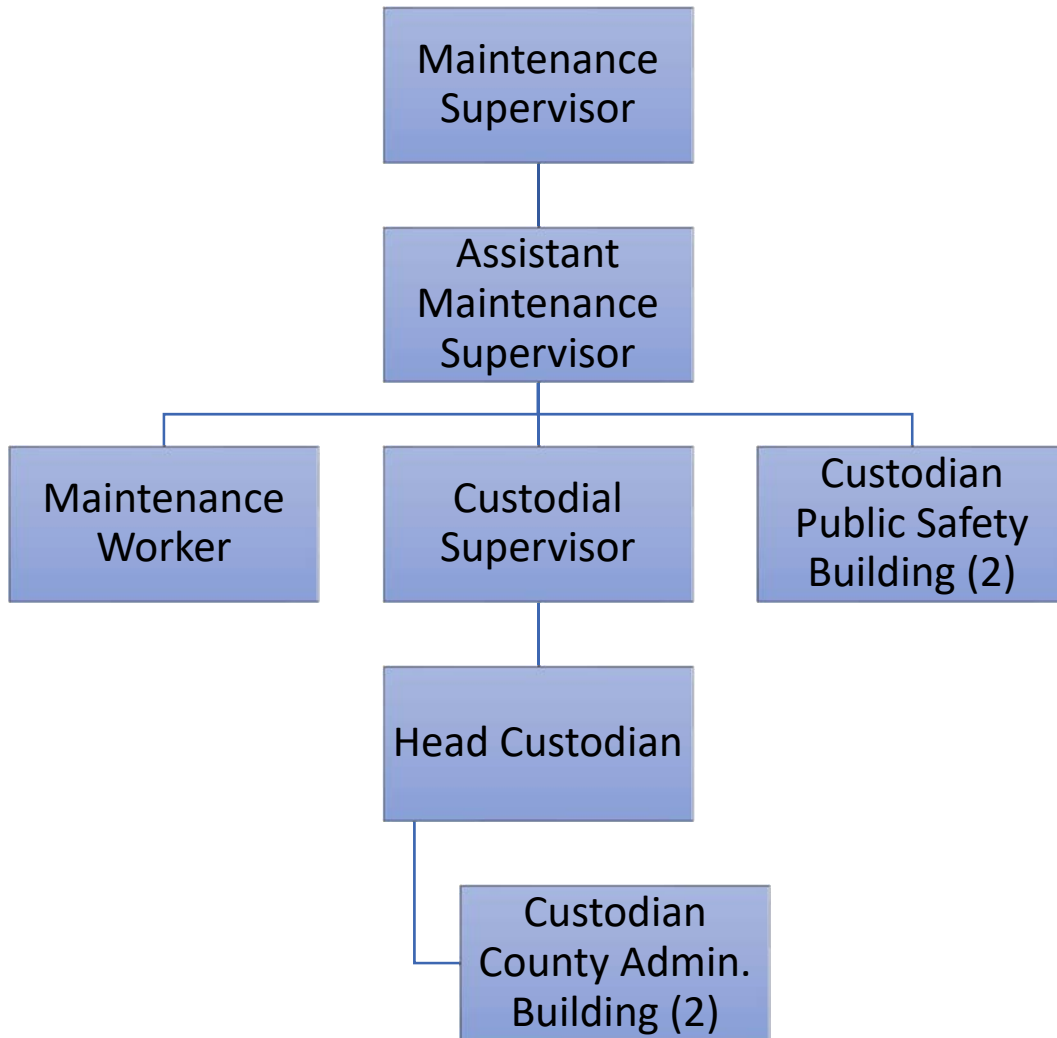 Maintenance
Supervisor
Assistant
Maintenance
Supervisor
Maintenance
Worker
Custodial
Supervisor
Custodian
Public Safety
Building (2)
Head Custodian
Custodian
County Admin.
Building (2)